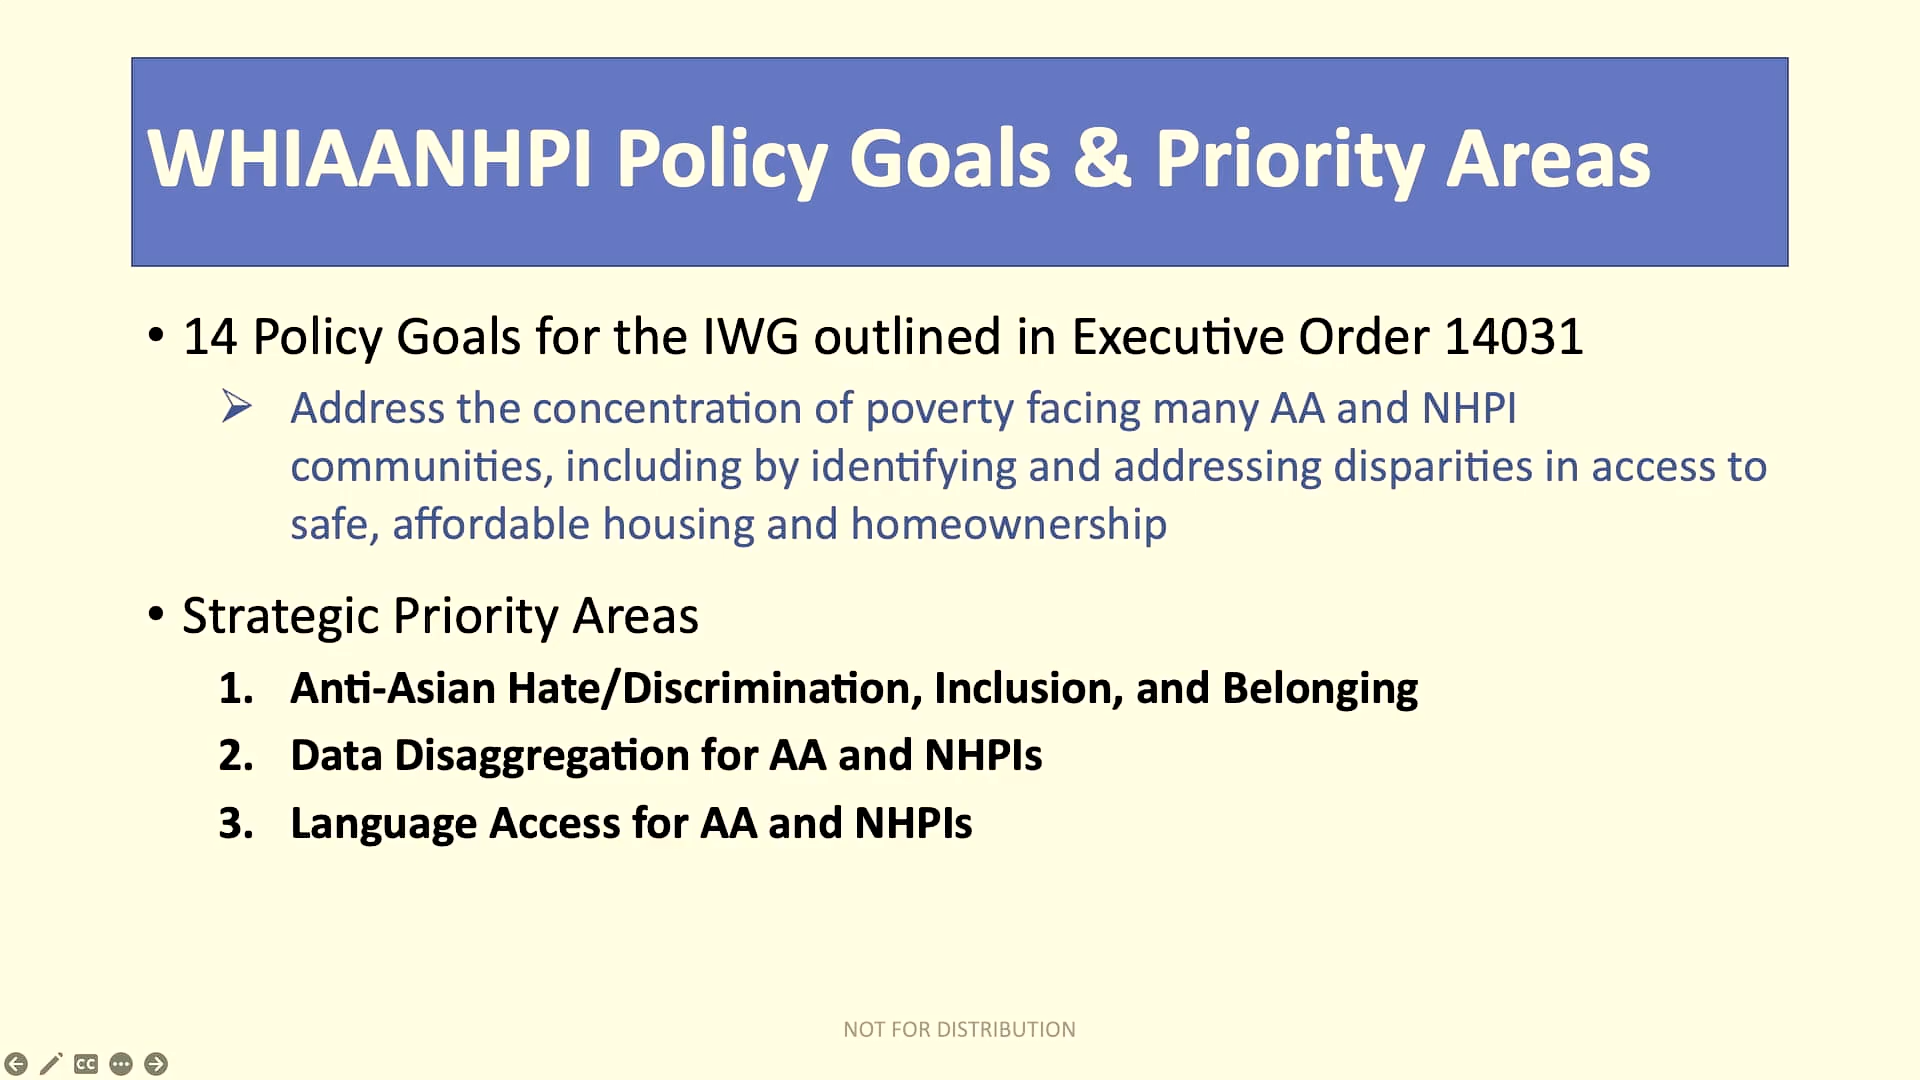 WHIAANHPI Policy Goals & Priority Areas
• 14 Policy Goals for the IWG outlined in Executive Order 14031
➢ Address the concentration of poverty facing many AA and NHPI
communities, including by identifying and addressing disparities in access to
safe, affordable housing and homeownership
• Strategic Priority Areas
1. Anti-Asian Hate/Discrimination, Inclusion, and Belonging
2. Data Disaggregation for AA and NHPIs
3. Language Access for AA and NHPIs
NOT FOR DISTRIBUTION
CC